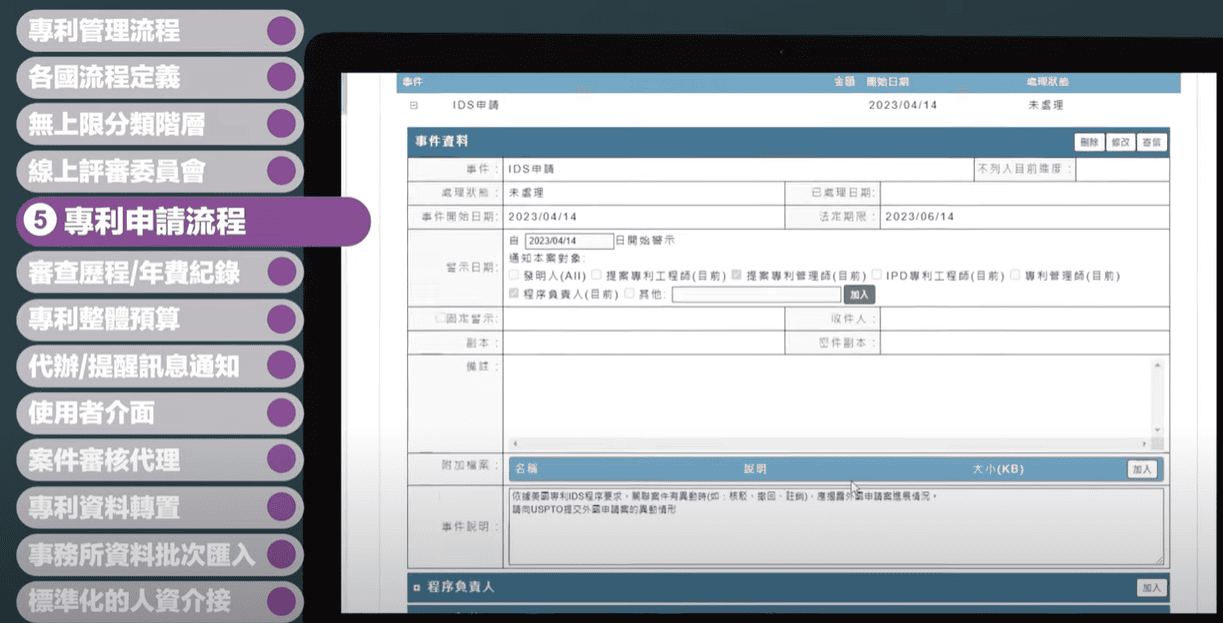 專利管理流程
各國流程定義
無上限分類階層
線上評審委員會
5 專利申請流程
審查歷程/年費紀錄
專利整體預算
代辦/提醒訊息通知
使用者介面
案件審核代理
專利資料轉置
事務所資料批次匯入
標準化的人資介接
事件 金額 開始日期 處理狀態
IDS申請 2023/04/14 未處理
事件資料 刪除 修改 寄信
事件: IDS申請 不列入目前進度:
處理狀態: 未處理 已處理日期:
事件開始日期: 2023/04/14 法定期限: 2023/06/14
自 2023/04/14 日開始警示
通知本案對象:
警示日期: 發明人(All) 提案專利工程師(目前) 提案專利管理師(目前) IPD專利工程師(目前) 專利管理師(目前)
程序負責人(目前) 其他: 加入
固定警示: 收件人:
副本: 密件副本:
備註:
附加檔案: 名稱 說明 大小(KB) 加入
依據美國專利IDS程序要求，關聯案件有異動時(如：核駁、撤回、註銷)，應揭露外國申請案進展情況，
請向USPTO提交外國申請案的異動情形
事件說明:
程序負責人 加入